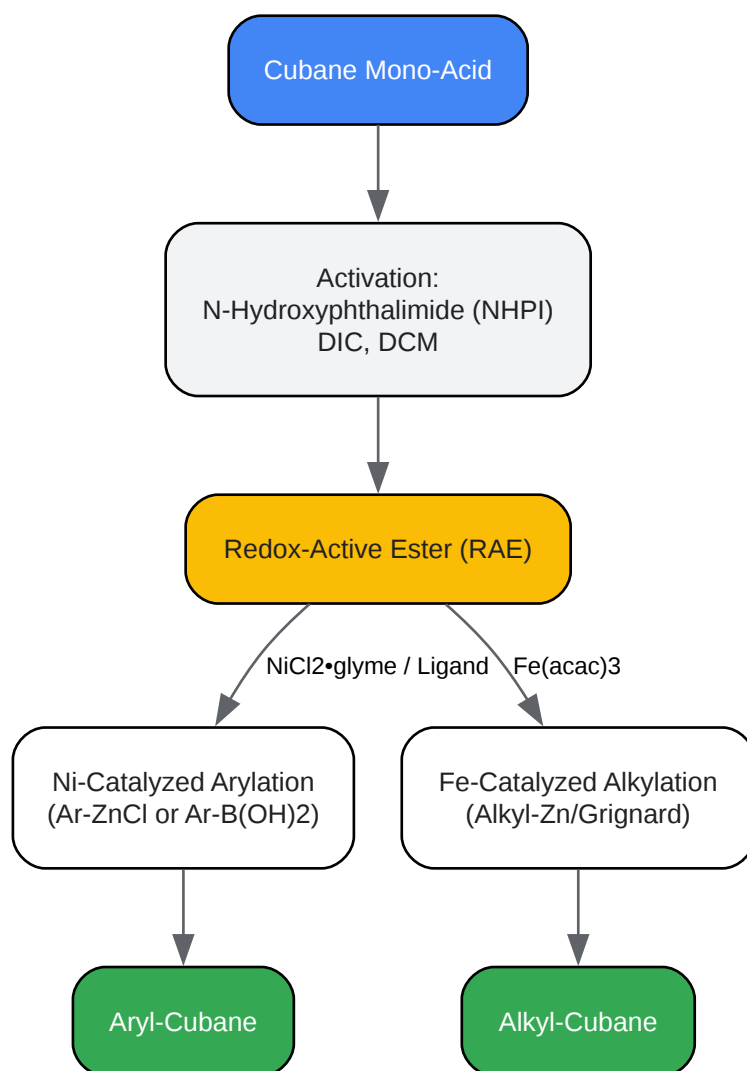 Cubane Mono-Acid
Activation:
N-Hydroxyphthalimide (NHPI)
DIC, DCM
Redox-Active Ester (RAE)
NiCl2•glyme / Ligand
Fe(acac)3
Ni-Catalyzed Arylation
(Ar-ZnCl or Ar-B(OH)2)
Fe-Catalyzed Alkylation
(Alkyl-Zn/Grignard)
Aryl-Cubane
Alkyl-Cubane